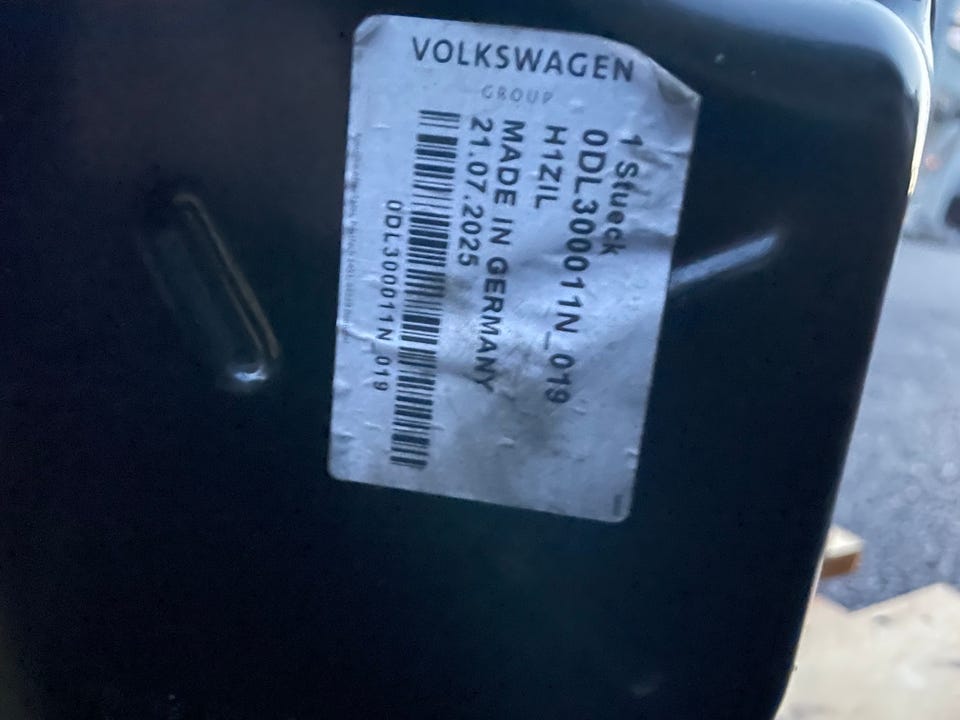 VOLKSWAGEN
GROUP
1 Stueck
0DL300011N_019
H1ZIL
MADE IN GERMANY
21.07.2025
0DL300011N_019